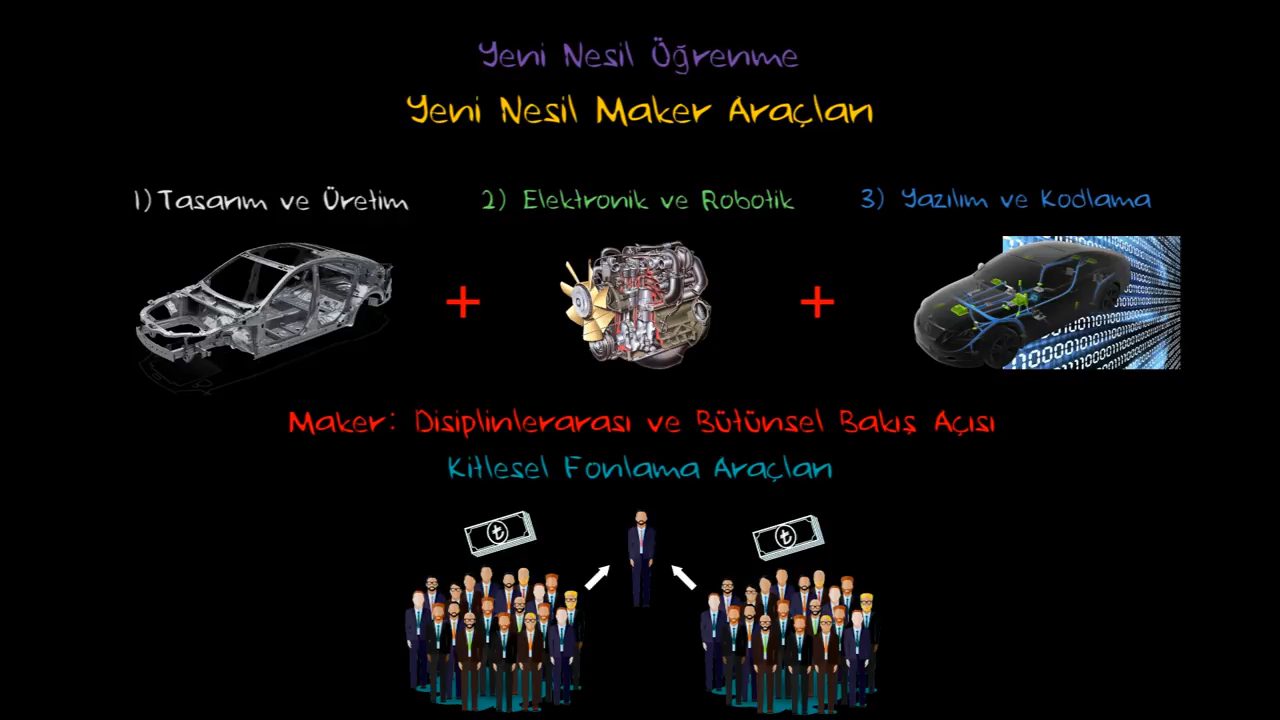 Yeni Nesil Öğrenme
Yeni Nesil Maker Araçları
1) Tasarım ve Üretim
2) Elektronik ve Robotik
3) Yazılım ve Kodlama
+ +
Maker: Disiplinlerarası ve Bütünsel Bakış Açısı
Kitlesel Fonlama Araçları
₺ ₺